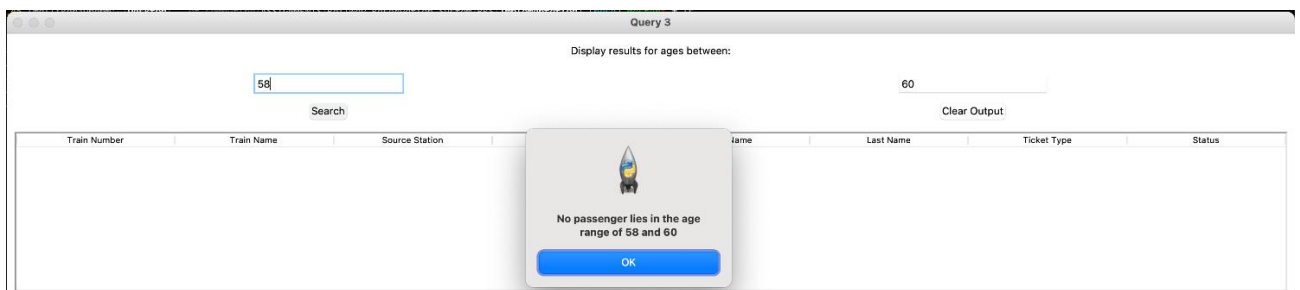 Query 3
Display results for ages between:
58
60
Search
Clear Output
Train Number
Train Name
Source Station
Name
Last Name
Ticket Type
Status
No passenger lies in the age
range of 58 and 60
OK